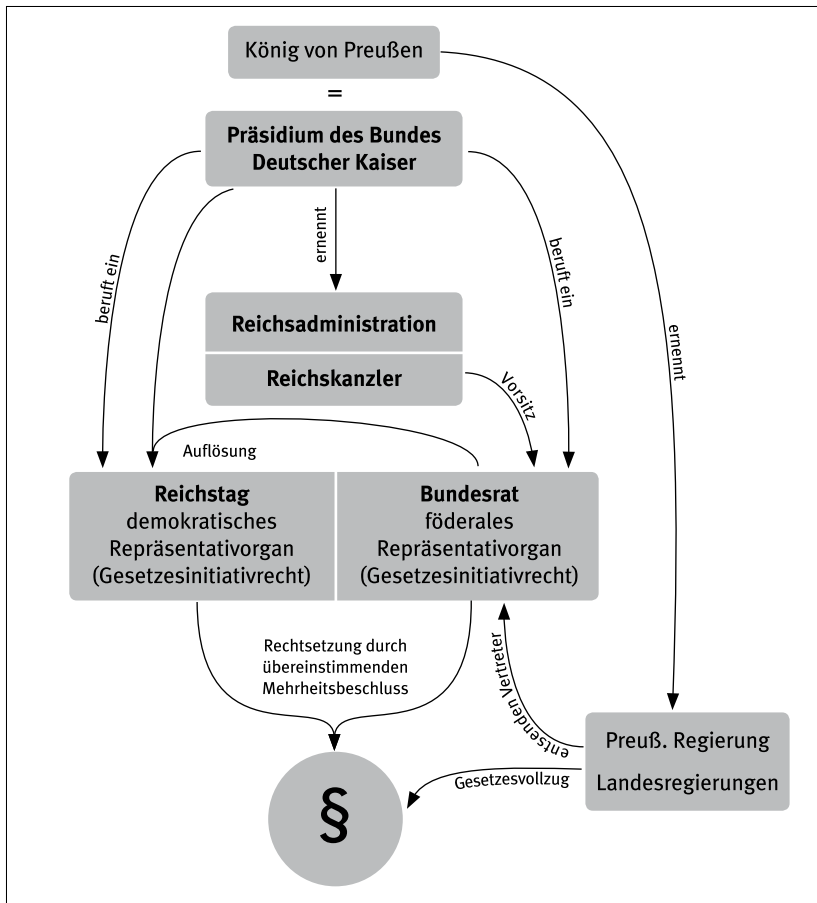 König von Preußen
=
Präsidium des Bundes
Deutscher Kaiser
beruft ein
ernennt
beruft ein
ernennt
Reichsadministration
Reichskanzler
Vorsitz
Auflösung
Reichstag
demokratisches
Repräsentativorgan
(Gesetzesinitiativrecht)
Bundesrat
föderales
Repräsentativorgan
(Gesetzesinitiativrecht)
Rechtsetzung durch
übereinstimmenden
Mehrheitsbeschluss
entsenden Vertreter
Preuß. Regierung
Landesregierungen
Gesetzesvollzug
§